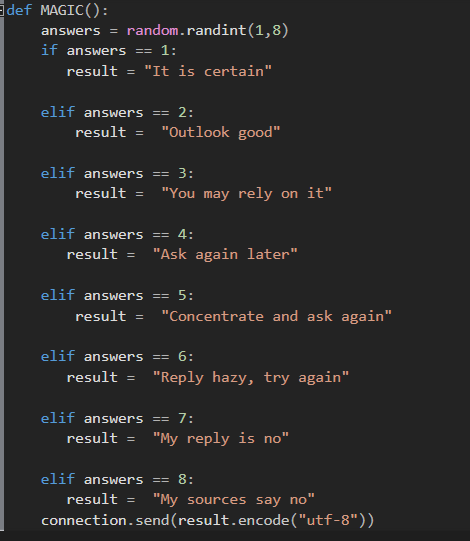 def MAGIC():
    answers = random.randint(1,8)
    if answers == 1:
       result = "It is certain"

    elif answers == 2:
        result =  "Outlook good"

    elif answers == 3:
        result =  "You may rely on it"

    elif answers == 4:
       result =  "Ask again later"

    elif answers == 5:
        result =  "Concentrate and ask again"

    elif answers == 6:
       result =  "Reply hazy, try again"

    elif answers == 7:
       result =  "My reply is no"

    elif answers == 8:
       result =  "My sources say no"
    connection.send(result.encode("utf-8"))